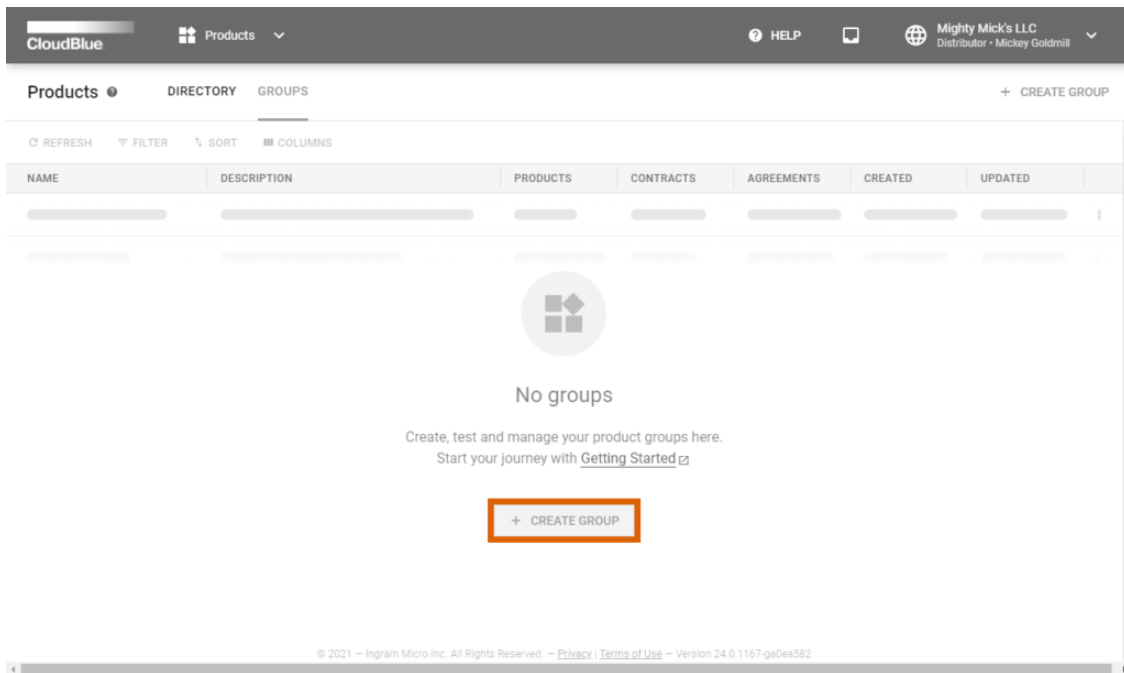 CloudBlue
Products
HELP
Mighty Mick's LLC
Distributor • Mickey Goldmill
Products
DIRECTORY
GROUPS
+ CREATE GROUP
REFRESH
FILTER
SORT
COLUMNS
NAME
DESCRIPTION
PRODUCTS
CONTRACTS
AGREEMENTS
CREATED
UPDATED
No groups
Create, test and manage your product groups here.
Start your journey with Getting Started
+ CREATE GROUP
© 2021 – Ingram Micro Inc. All Rights Reserved. – Privacy | Terms of Use – Version 24.0.1167-ga0ea582